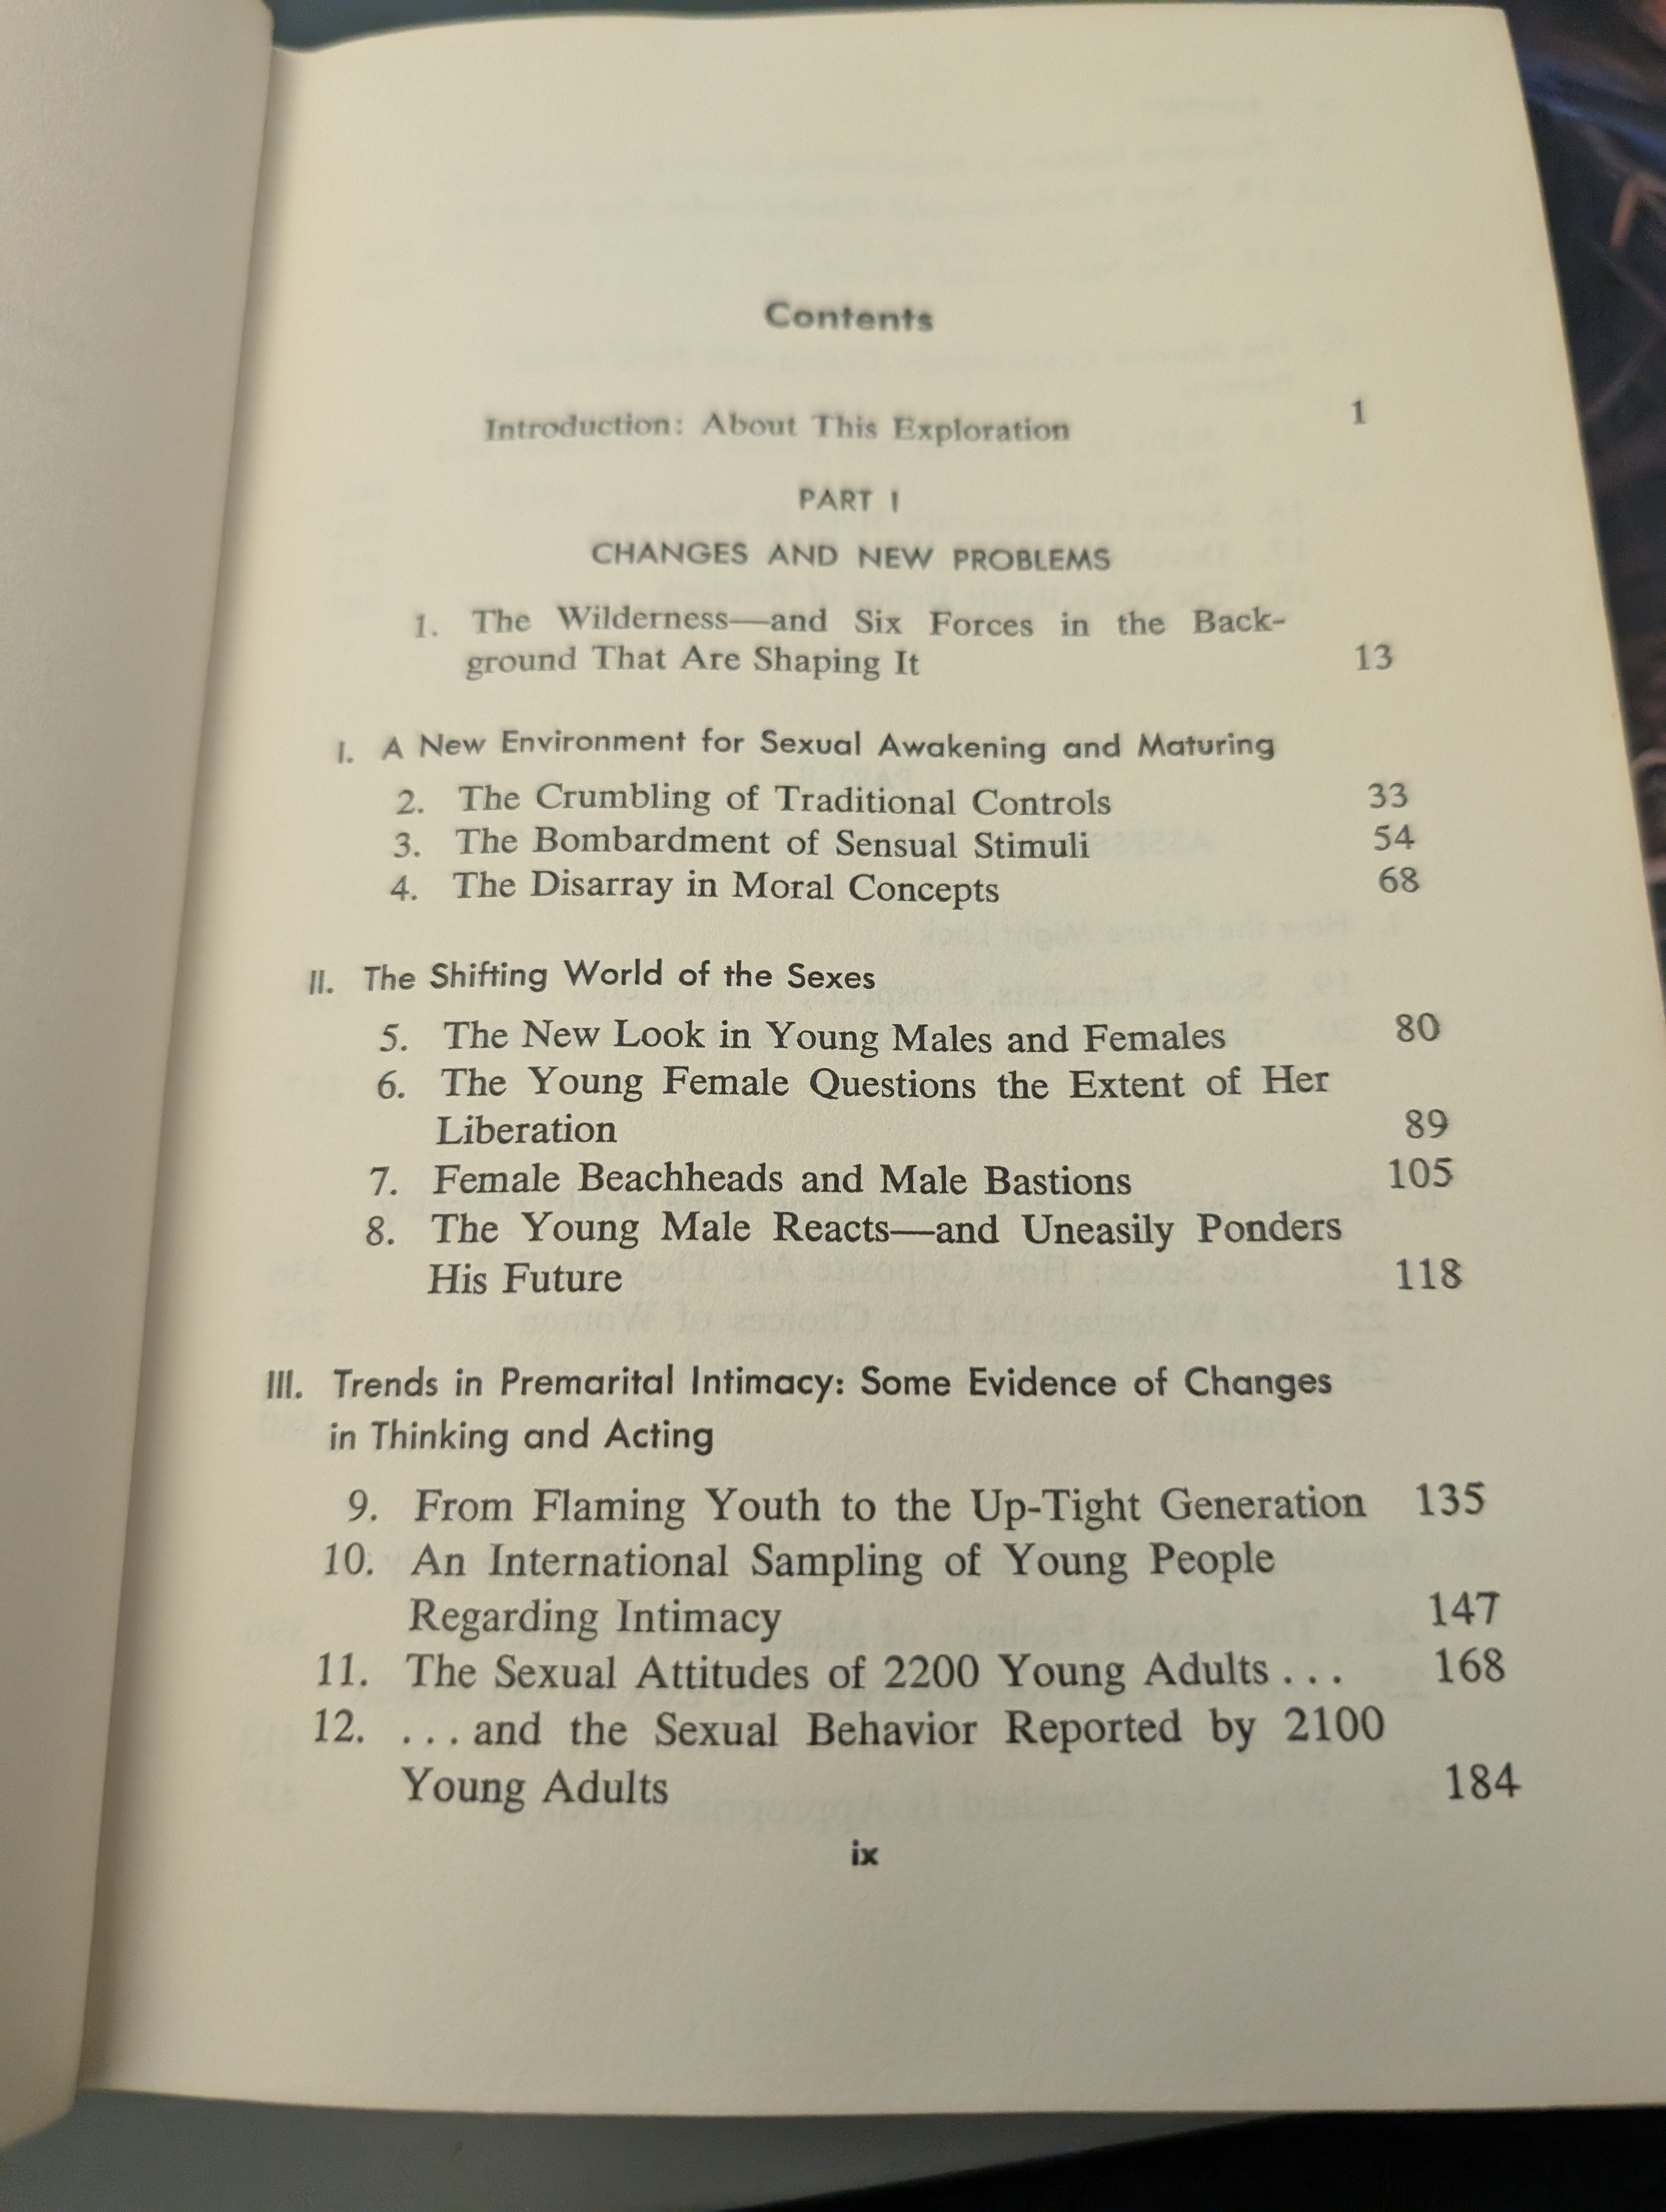 Contents
Introduction: About This Exploration 1
PART I
CHANGES AND NEW PROBLEMS
1. The Wilderness—and Six Forces in the Back-
ground That Are Shaping It 13
I. A New Environment for Sexual Awakening and Maturing
2. The Crumbling of Traditional Controls 33
3. The Bombardment of Sensual Stimuli 54
4. The Disarray in Moral Concepts 68
II. The Shifting World of the Sexes
5. The New Look in Young Males and Females 80
6. The Young Female Questions the Extent of Her
Liberation 89
7. Female Beachheads and Male Bastions 105
8. The Young Male Reacts—and Uneasily Ponders
His Future 118
III. Trends in Premarital Intimacy: Some Evidence of Changes
in Thinking and Acting
9. From Flaming Youth to the Up-Tight Generation 135
10. An International Sampling of Young People
Regarding Intimacy 147
11. The Sexual Attitudes of 2200 Young Adults . . . 168
12. . . . and the Sexual Behavior Reported by 2100
Young Adults 184
ix